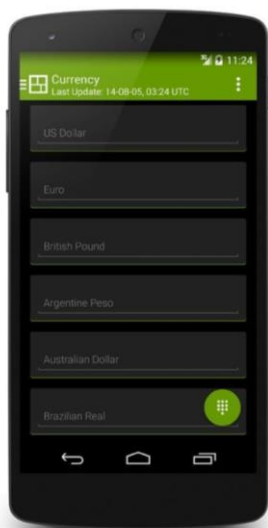 11:24
Currency
Last Update: 14-08-05, 03:24 UTC
US Dollar
Euro
British Pound
Argentine Peso
Australian Dollar
Brazilian Real